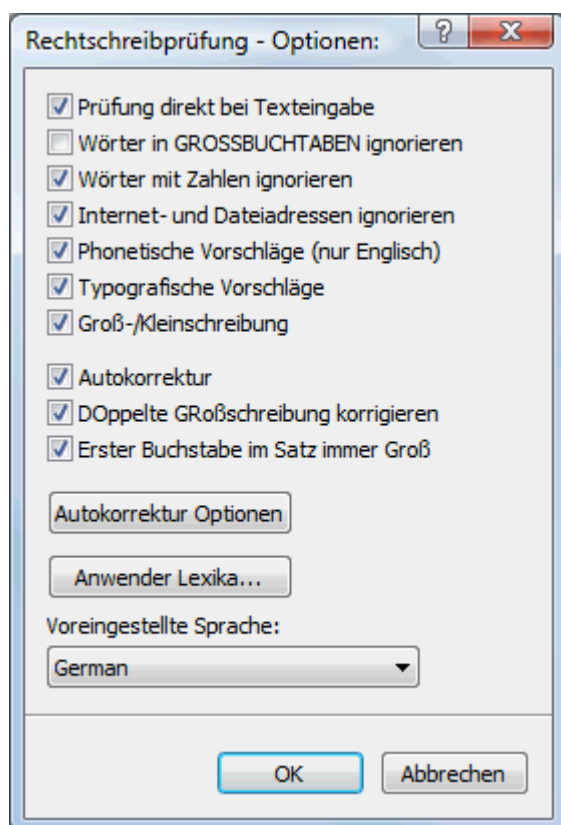 Rechtschreibprüfung - Optionen:
Prüfung direkt bei Texteingabe
Wörter in GROSSBUCHTABEN ignorieren
Wörter mit Zahlen ignorieren
Internet- und Dateiadressen ignorieren
Phonetische Vorschläge (nur Englisch)
Typografische Vorschläge
Groß-/Kleinschreibung
Autokorrektur
DOppelte GRoßschreibung korrigieren
Erster Buchstabe im Satz immer Groß
Autokorrektur Optionen
Anwender Lexika...
Voreingestellte Sprache:
German
OK Abbrechen